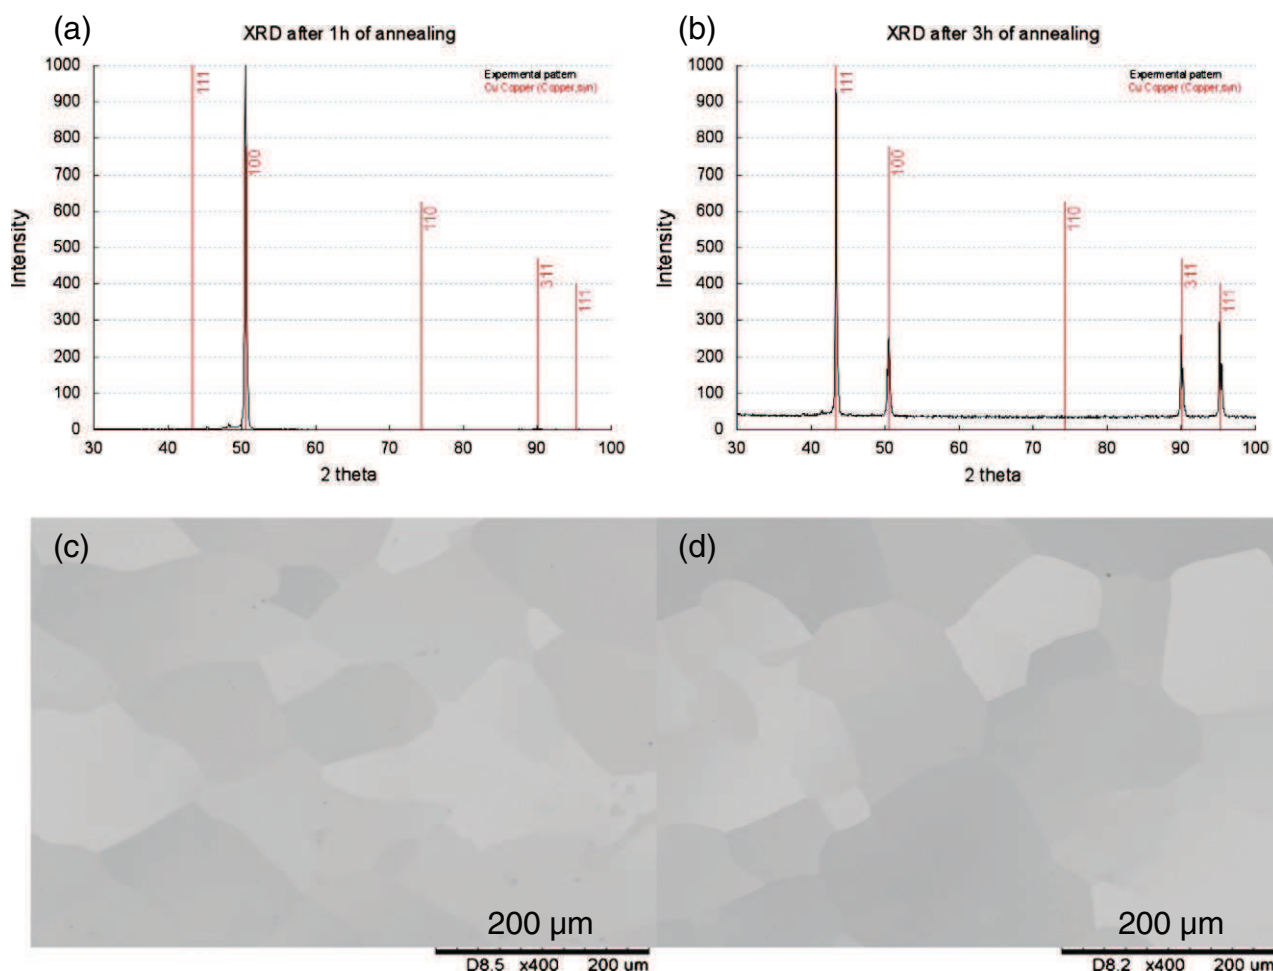 (a)
XRD after 1h of annealing
Expermental pattern
Cu Copper (Copper,syn)
1000
900
800
700
600
500
400
300
200
100
0
Intensity
111
100
110
311
111
30
40
50
60
70
80
90
100
2 theta
(b)
XRD after 3h of annealing
Expermental pattern
Cu Copper (Copper,syn)
1000
900
800
700
600
500
400
300
200
100
0
Intensity
111
100
110
311
111
30
40
50
60
70
80
90
100
2 theta
(c)
200 µm
D8.5 x400 200 um
(d)
200 µm
D8.2 x400 200 um